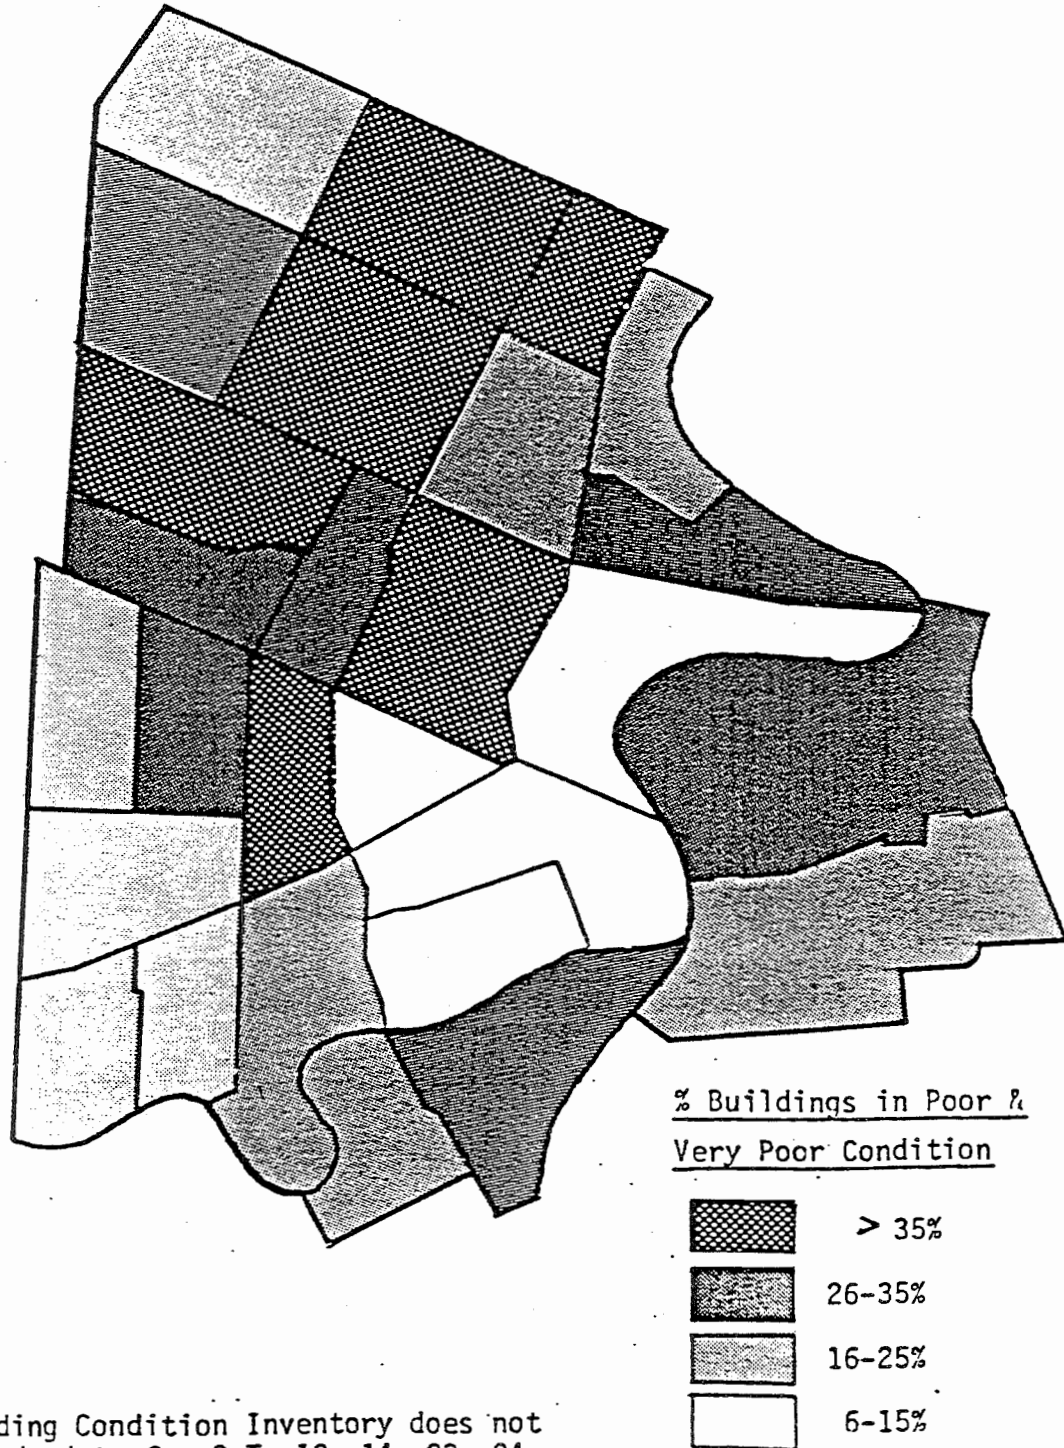 % Buildings in Poor &
Very Poor Condition
> 35%
26-35%
16-25%
6-15%
ding Condition Inventory does not